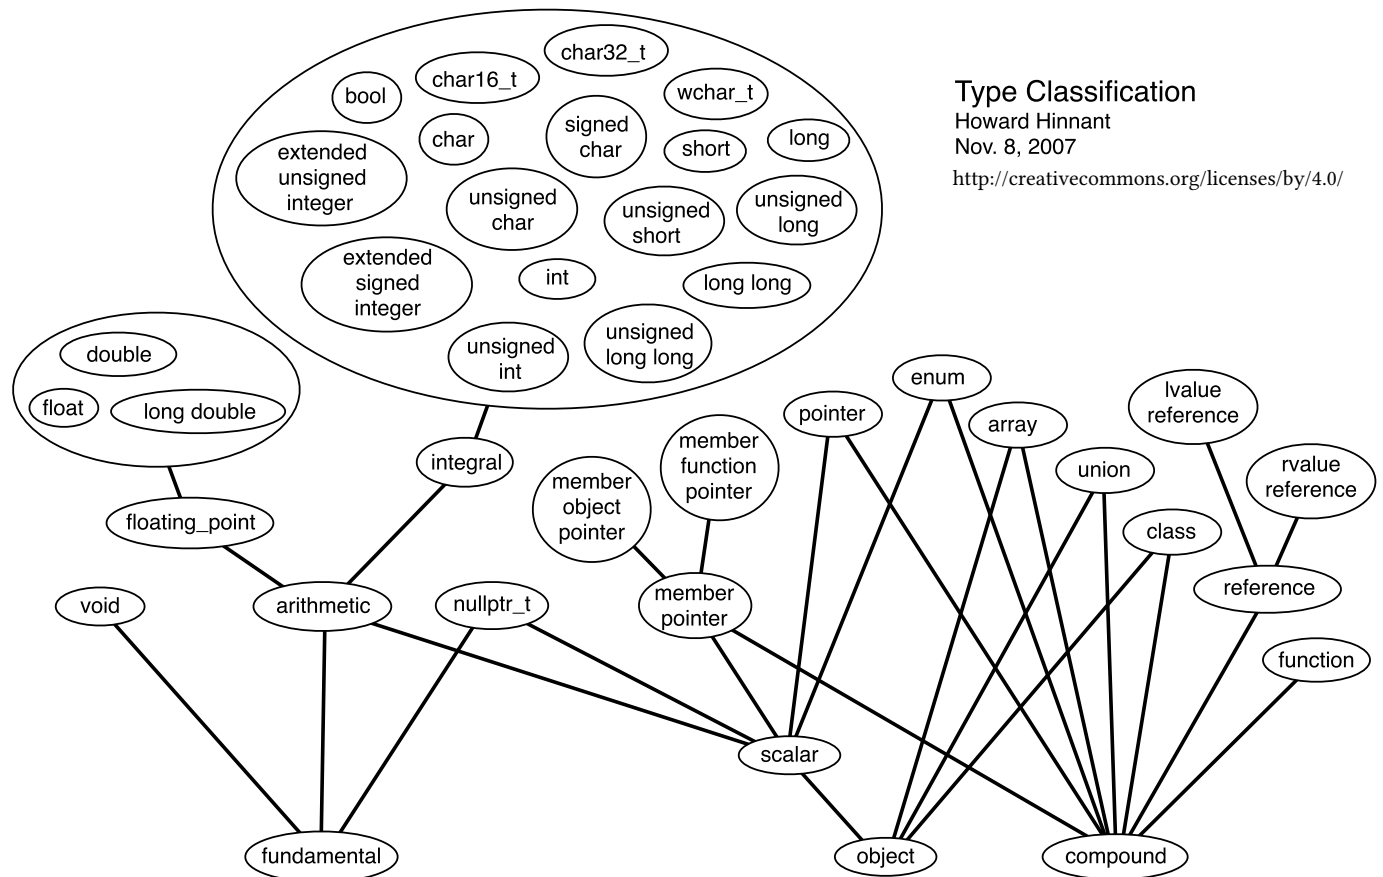 char32_t
char16_t
bool
wchar_t
Type Classification
Howard Hinnant
Nov. 8, 2007
http://creativecommons.org/licenses/by/4.0/
char
signed
char
short
long
extended
unsigned
integer
unsigned
char
unsigned
short
unsigned
long
extended
signed
integer
int
long long
unsigned
int
unsigned
long long
double
float
long double
enum
pointer
array
lvalue
reference
integral
member
function
pointer
union
rvalue
reference
member
object
pointer
floating_point
class
void
arithmetic
nullptr_t
member
pointer
reference
function
scalar
fundamental
object
compound